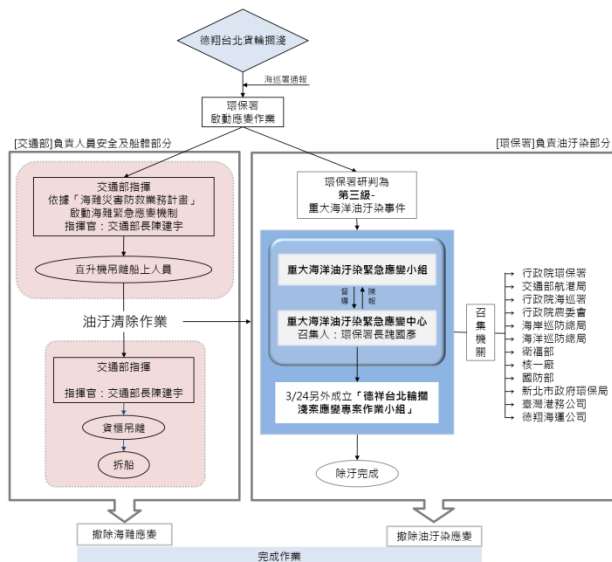 德翔台北貨輪擱淺
海巡署通報
環保署
啟動應變作業
[交通部]負責人員安全及船體部分
交通部指揮
依據「海難災害防救業務計畫」
啟動海難緊急應變機制
指揮官：交通部長陳建宇
直升機吊離船上人員
油汙清除作業
交通部指揮
指揮官：交通部長陳建宇
貨櫃吊離
拆船
撤除海難應變
[環保署]負責油汙染部分
環保署研判為
第三級-
重大海洋油汙染事件
重大海洋油汙染緊急應變小組
督導
陳報
重大海洋油汙染緊急應變中心
召集人：環保署長魏國彥
3/24另外成立「德祥台北輪擱
淺案應變專案作業小組」
除汙完成
召集機關
行政院環保署
交通部航港局
行政院海巡署
行政院農委會
海岸巡防總局
海洋巡防總局
衛福部
核一廠
國防部
新北市政府環保局
臺灣港務公司
德翔海運公司
撤除油汙染應變
完成作業